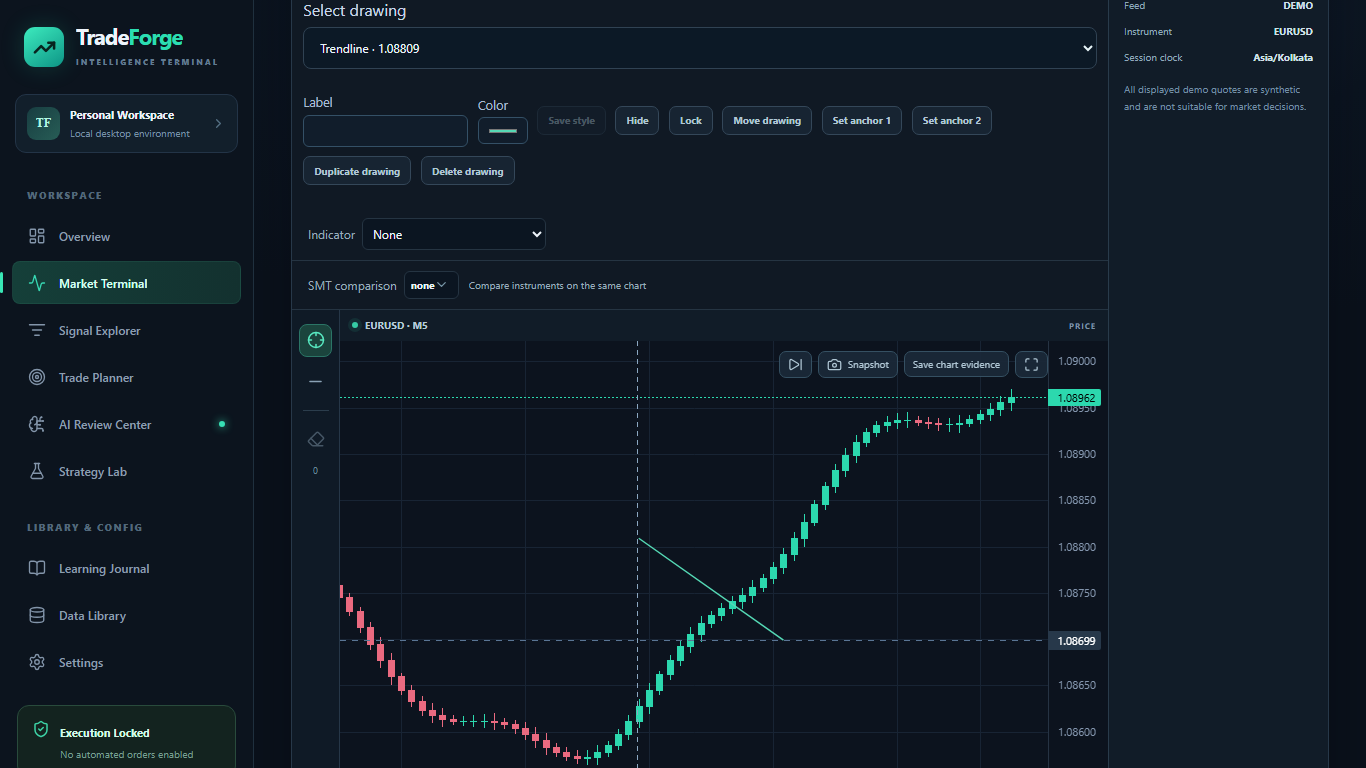 TradeForge
INTELLIGENCE TERMINAL
TF
Personal Workspace
Local desktop environment
WORKSPACE
Overview
Market Terminal
Signal Explorer
Trade Planner
AI Review Center
Strategy Lab
LIBRARY & CONFIG
Learning Journal
Data Library
Settings
Execution Locked
No automated orders enabled
Select drawing
Trendline · 1.08809
Label
Color
Save style
Hide
Lock
Move drawing
Set anchor 1
Set anchor 2
Duplicate drawing
Delete drawing
Indicator
None
SMT comparison
none
Compare instruments on the same chart
EURUSD · M5
PRICE
Snapshot
Save chart evidence
0
1.09000
1.08962
1.08950
1.08900
1.08850
1.08800
1.08750
1.08699
1.08650
1.08600
Feed
DEMO
Instrument
EURUSD
Session clock
Asia/Kolkata
All displayed demo quotes are synthetic
and are not suitable for market decisions.